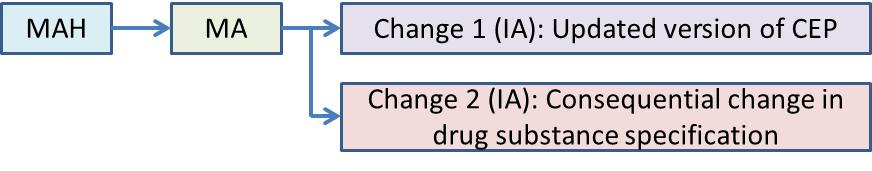 MAH
MA
Change 1 (IA): Updated version of CEP
Change 2 (IA): Consequential change in
drug substance specification